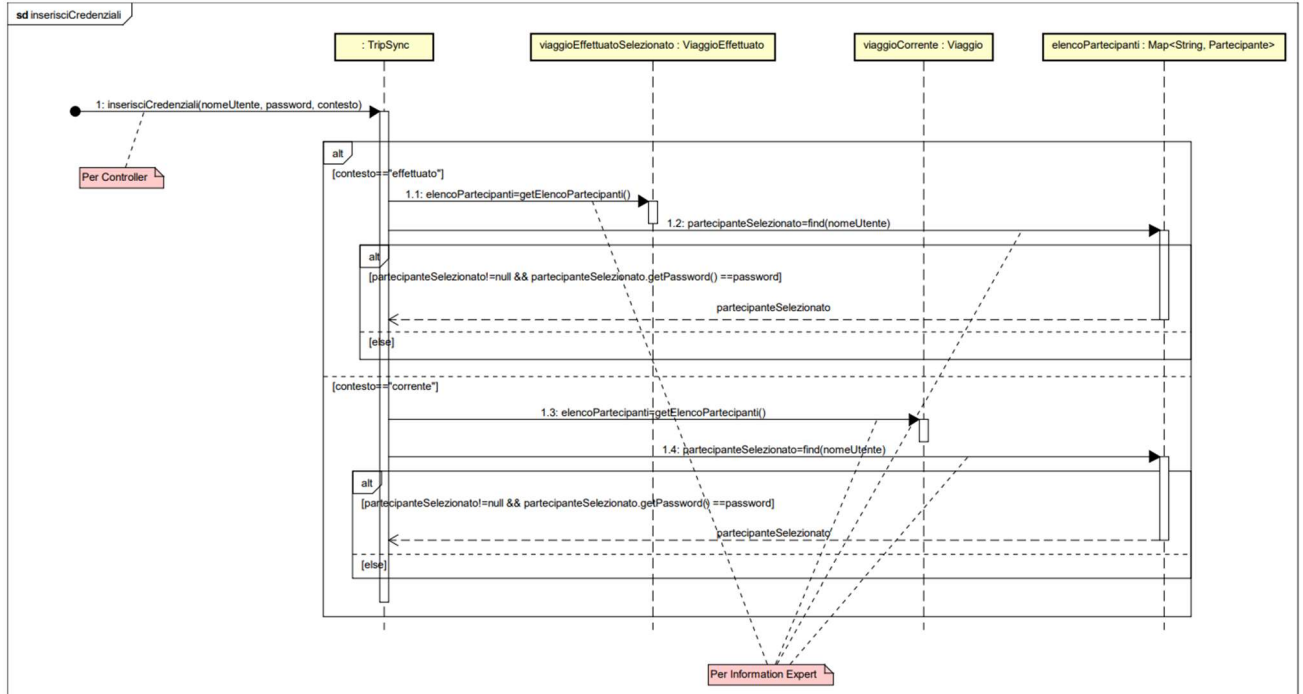 sd inserisciCredenziali
: TripSync
viaggioEffettuatoSelezionato : ViaggioEffettuato
viaggioCorrente : Viaggio
elencoPartecipanti : Map<String, Partecipante>
1: inserisciCredenziali(nomeUtente, password, contesto)
Per Controller
alt
[contesto=="effettuato"]
1.1: elencoPartecipanti=getElencoPartecipanti()
1.2: partecipanteSelezionato=find(nomeUtente)
alt
[partecipanteSelezionato!=null && partecipanteSelezionato.getPassword() ==password]
partecipanteSelezionato
[else]
[contesto=="corrente"]
1.3: elencoPartecipanti=getElencoPartecipanti()
1.4: partecipanteSelezionato=find(nomeUtente)
alt
[partecipanteSelezionato!=null && partecipanteSelezionato.getPassword() ==password]
partecipanteSelezionato
[else]
Per Information Expert